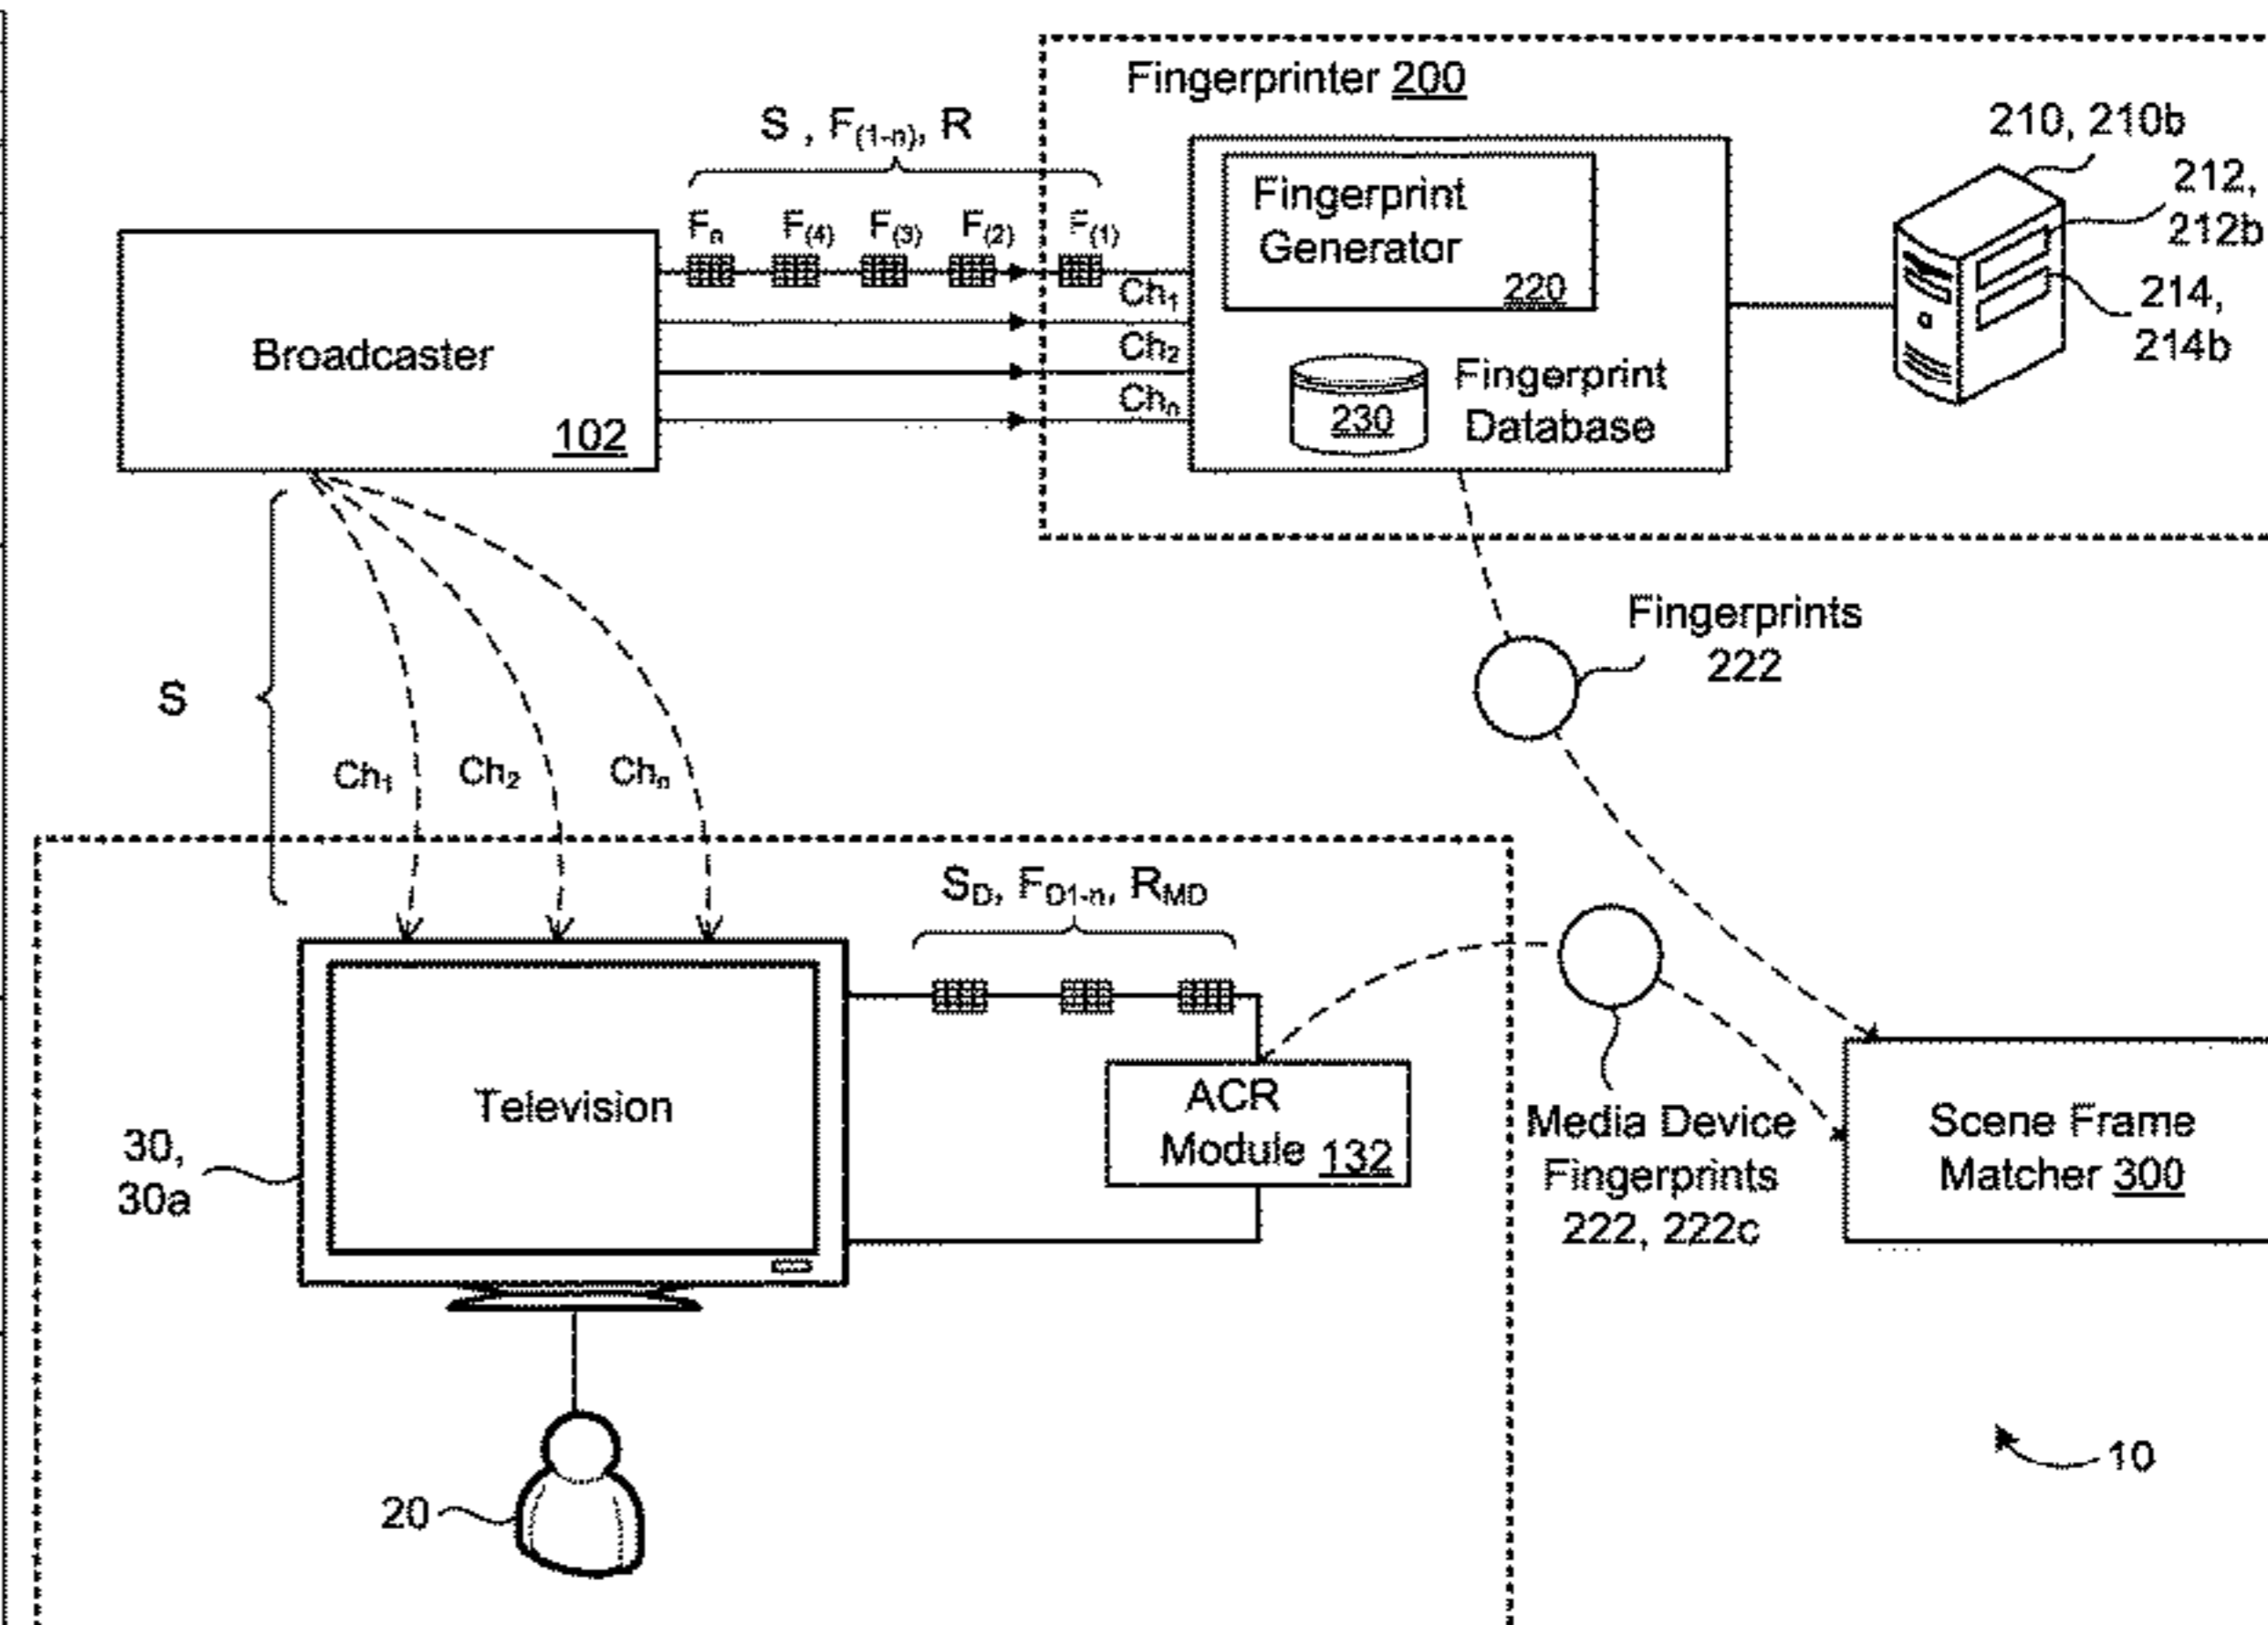 Fingerprinter 200
S , F(1-n), R
210, 210b
212,
212b
214,
214b
Fn F(4) F(3) F(2) F(1)
Fingerprint
Generator
220
Ch1
Ch2
Chn
Broadcaster
102
230
Fingerprint
Database
Fingerprints
222
S
Ch1 Ch2 Chn
SD, FD1-n, RMD
Television
30,
30a
ACR
Module 132
Media Device
Fingerprints
222, 222c
Scene Frame
Matcher 300
20
10